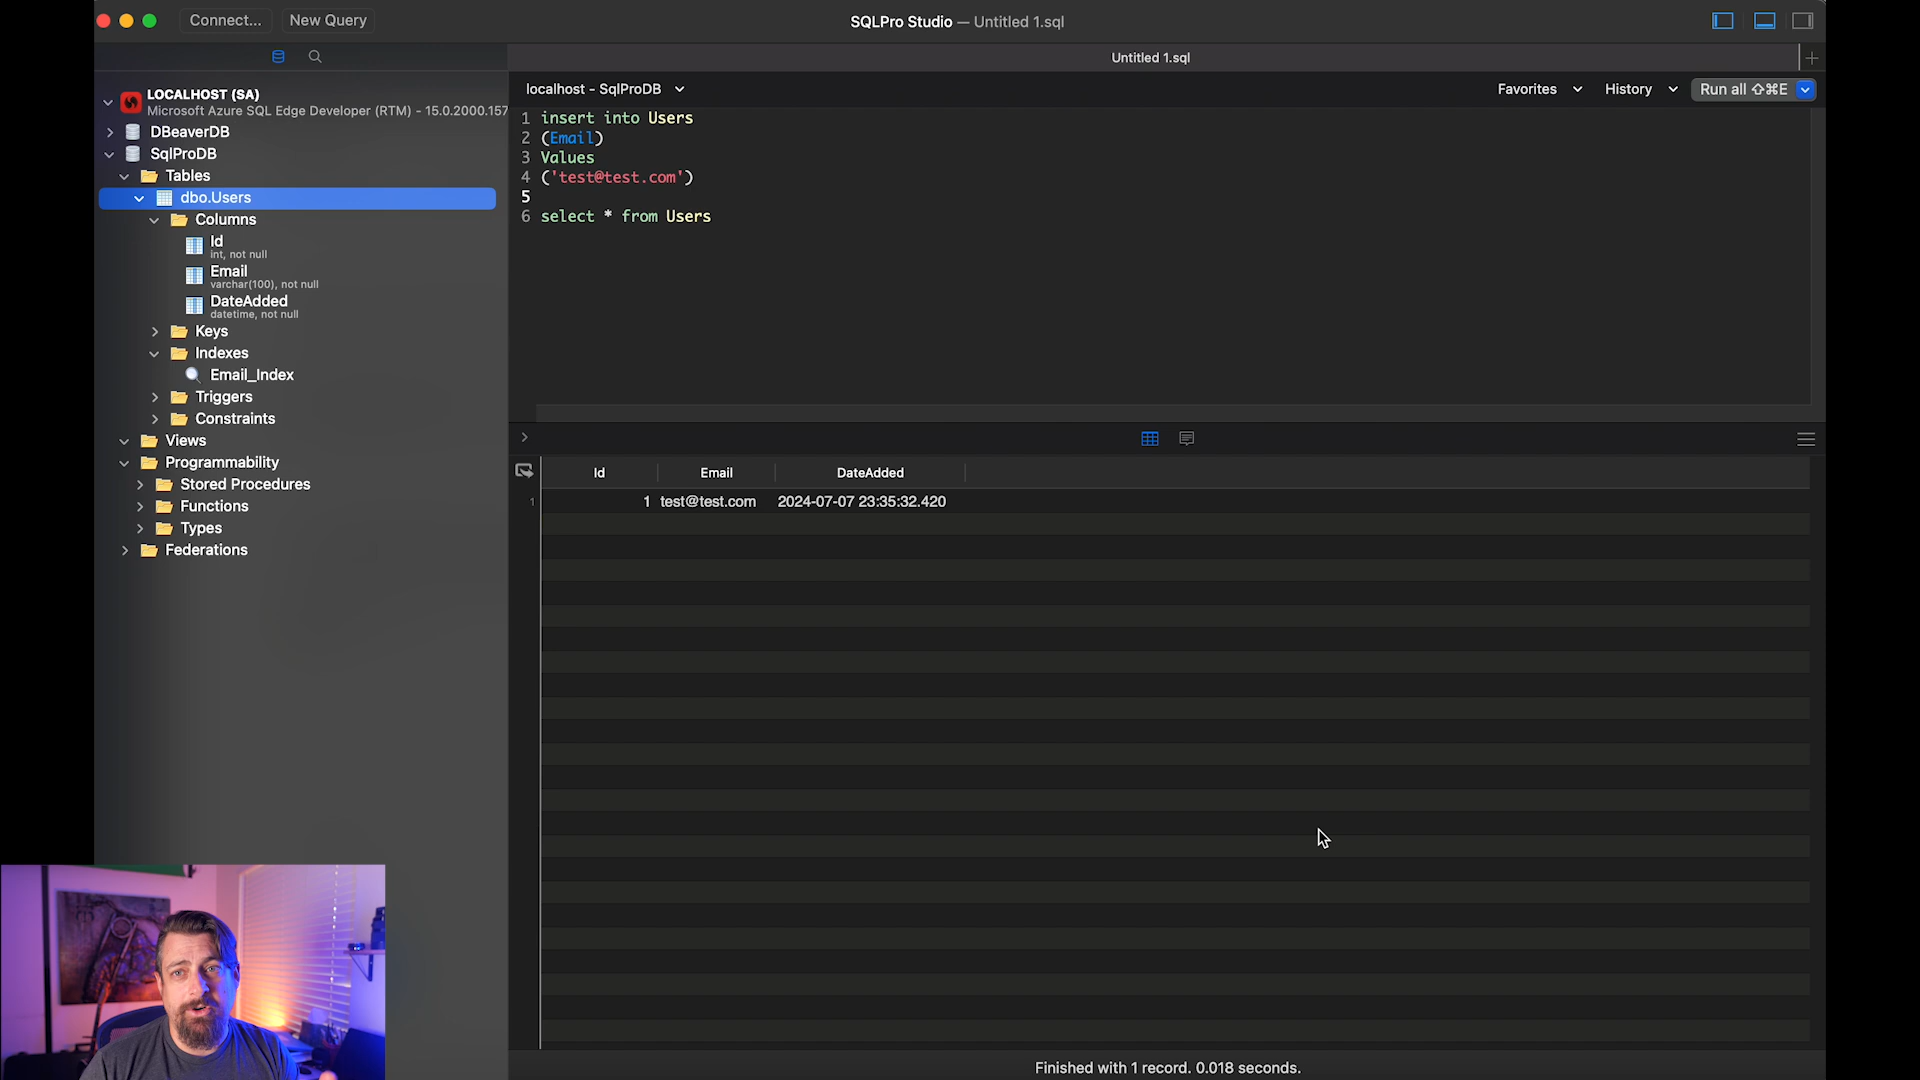 Connect...
New Query
SQLPro Studio — Untitled 1.sql
Untitled 1.sql
LOCALHOST (SA)
Microsoft Azure SQL Edge Developer (RTM) - 15.0.2000.157
DBeaverDB
SqlProDB
Tables
dbo.Users
Columns
Id
int, not null
Email
varchar(100), not null
DateAdded
datetime, not null
Keys
Indexes
Email_Index
Triggers
Constraints
Views
Programmability
Stored Procedures
Functions
Types
Federations
localhost - SqlProDB
Favorites
History
Run all ⇧⌘E
1 insert into Users
2 (Email)
3 Values
4 ('test@test.com')
5
6 select * from Users
Id Email DateAdded
1 1 test@test.com 2024-07-07 23:35:32.420
Finished with 1 record. 0.018 seconds.